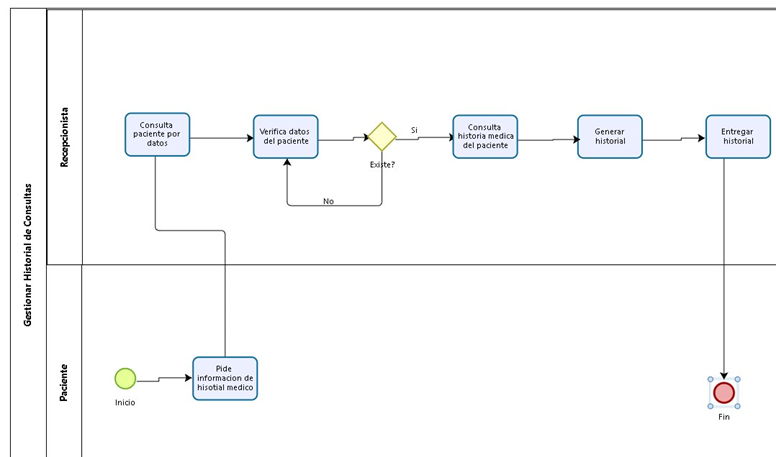 Gestionar Historial de Consultas
Recepcionista
Consulta
paciente por
datos
Verifica datos
del paciente
Existe?
Si
No
Consulta
historia medica
del paciente
Generar
historial
Entregar
historial
Paciente
Inicio
Pide
informacion de
hisotial medico
Fin